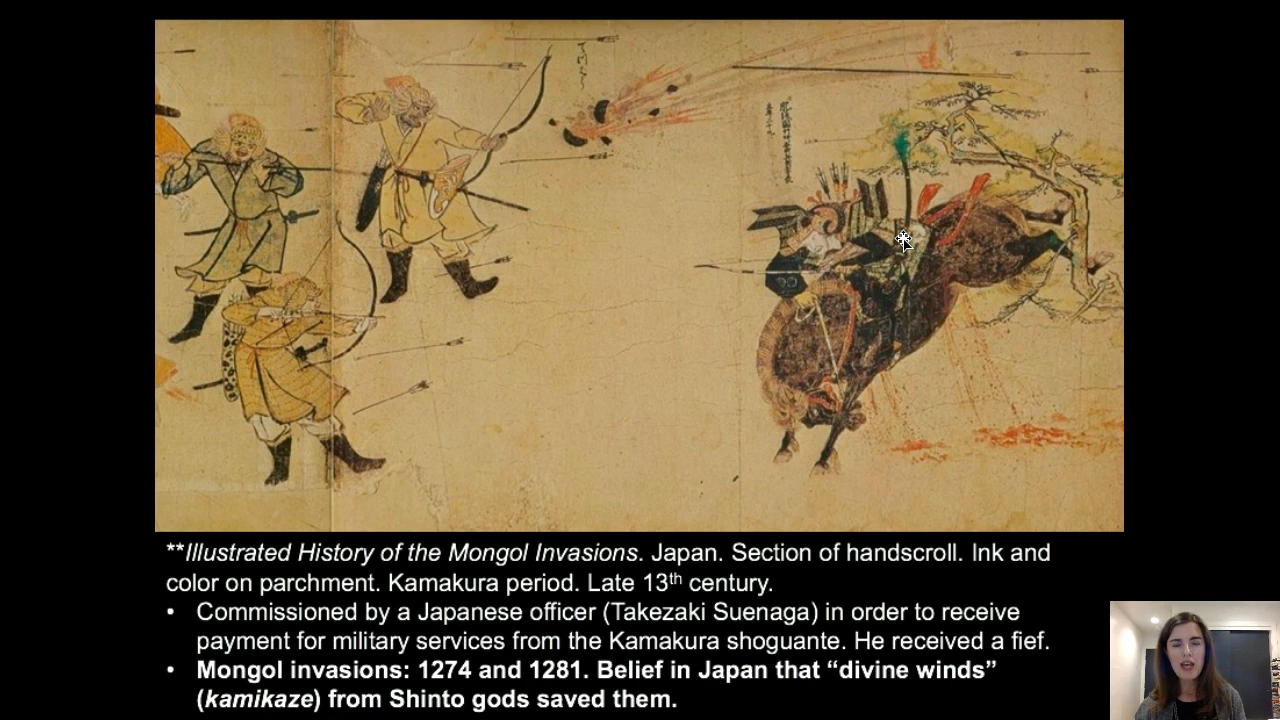 **Illustrated History of the Mongol Invasions. Japan. Section of handscroll. Ink and
color on parchment. Kamakura period. Late 13th century.
• Commissioned by a Japanese officer (Takezaki Suenaga) in order to receive
payment for military services from the Kamakura shoguante. He received a fief.
• Mongol invasions: 1274 and 1281. Belief in Japan that “divine winds”
(kamikaze) from Shinto gods saved them.